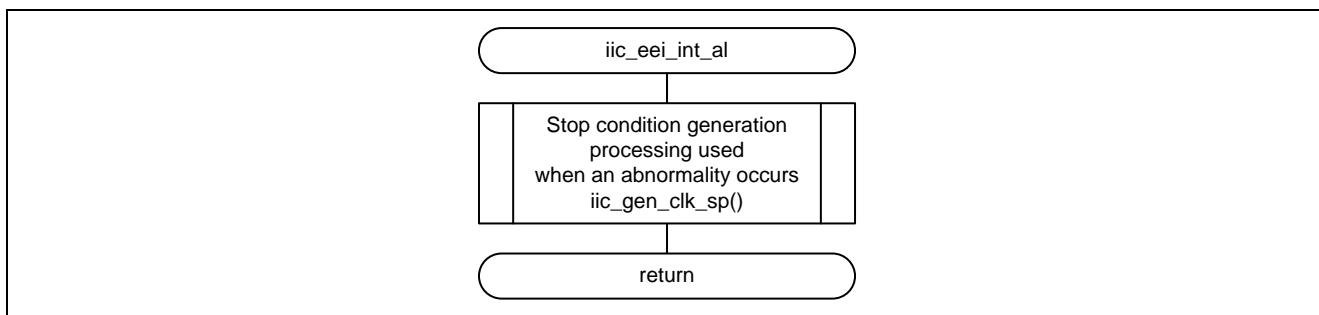 iic_eei_int_al
Stop condition generation
processing used
when an abnormality occurs
iic_gen_clk_sp()
return